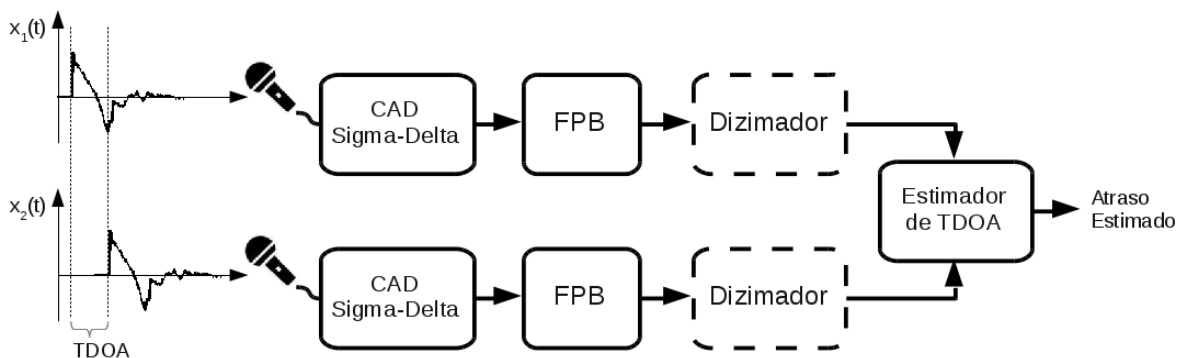 x1(t)
CAD
Sigma-Delta
FPB
Dizimador
Estimador
de TDOA
Atraso
Estimado
x2(t)
CAD
Sigma-Delta
FPB
Dizimador
TDOA